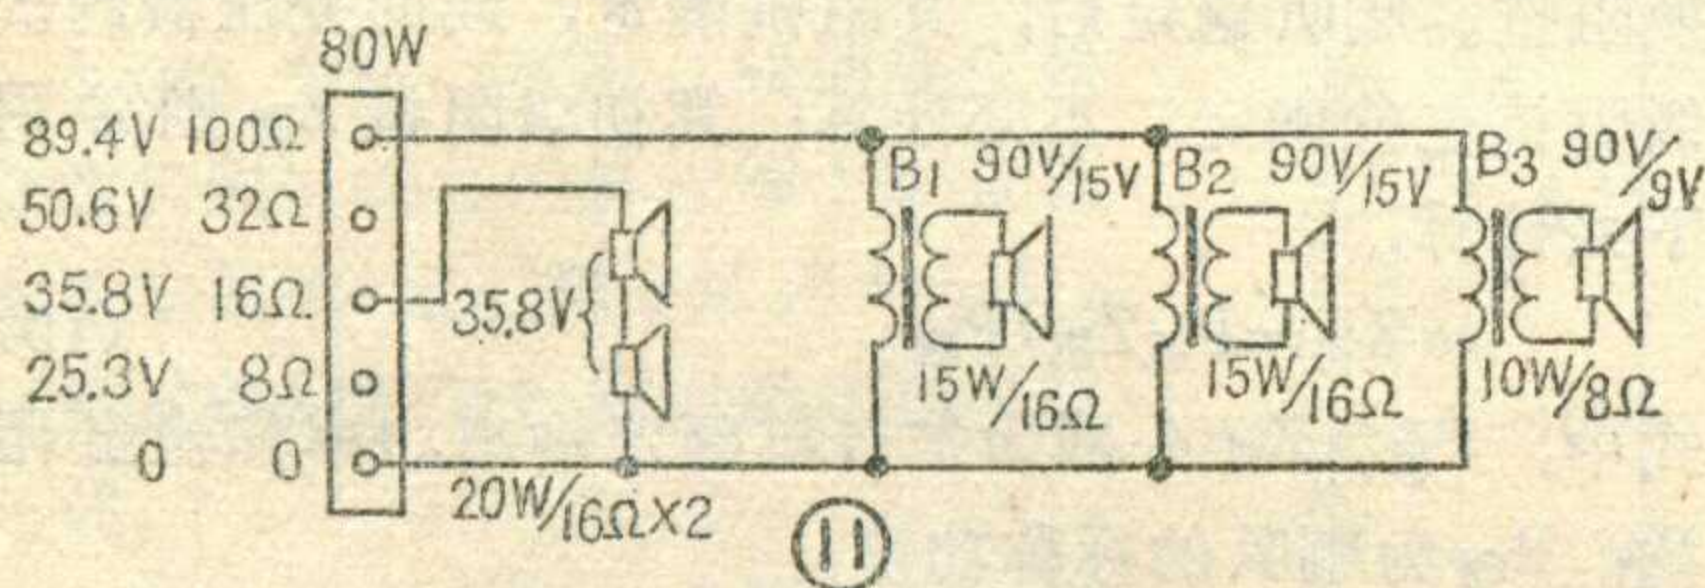 80W
89.4V 100Ω
50.6V 32Ω
35.8V 16Ω
25.3V 8Ω
0 0
35.8V
20W/16Ω×2
B1 90V/15V
15W/16Ω
B2 90V/15V
15W/16Ω
B3 90V/9V
10W/8Ω
11